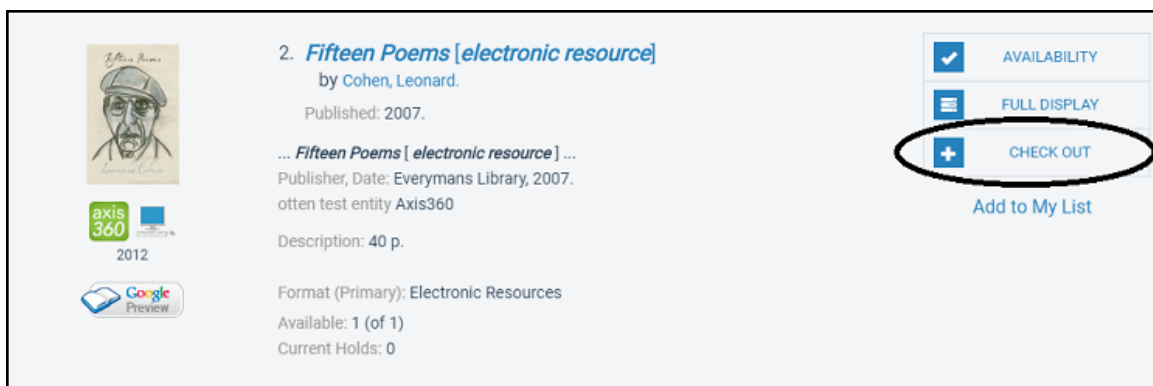 Fifteen Poems
Leonard Cohen
axis
360
2012
Google
Preview
2. Fifteen Poems [electronic resource]
by Cohen, Leonard.
Published: 2007.
... Fifteen Poems [ electronic resource ] ...
Publisher, Date: Everymans Library, 2007.
otten test entity Axis360
Description: 40 p.
Format (Primary): Electronic Resources
Available: 1 (of 1)
Current Holds: 0
AVAILABILITY
FULL DISPLAY
CHECK OUT
Add to My List